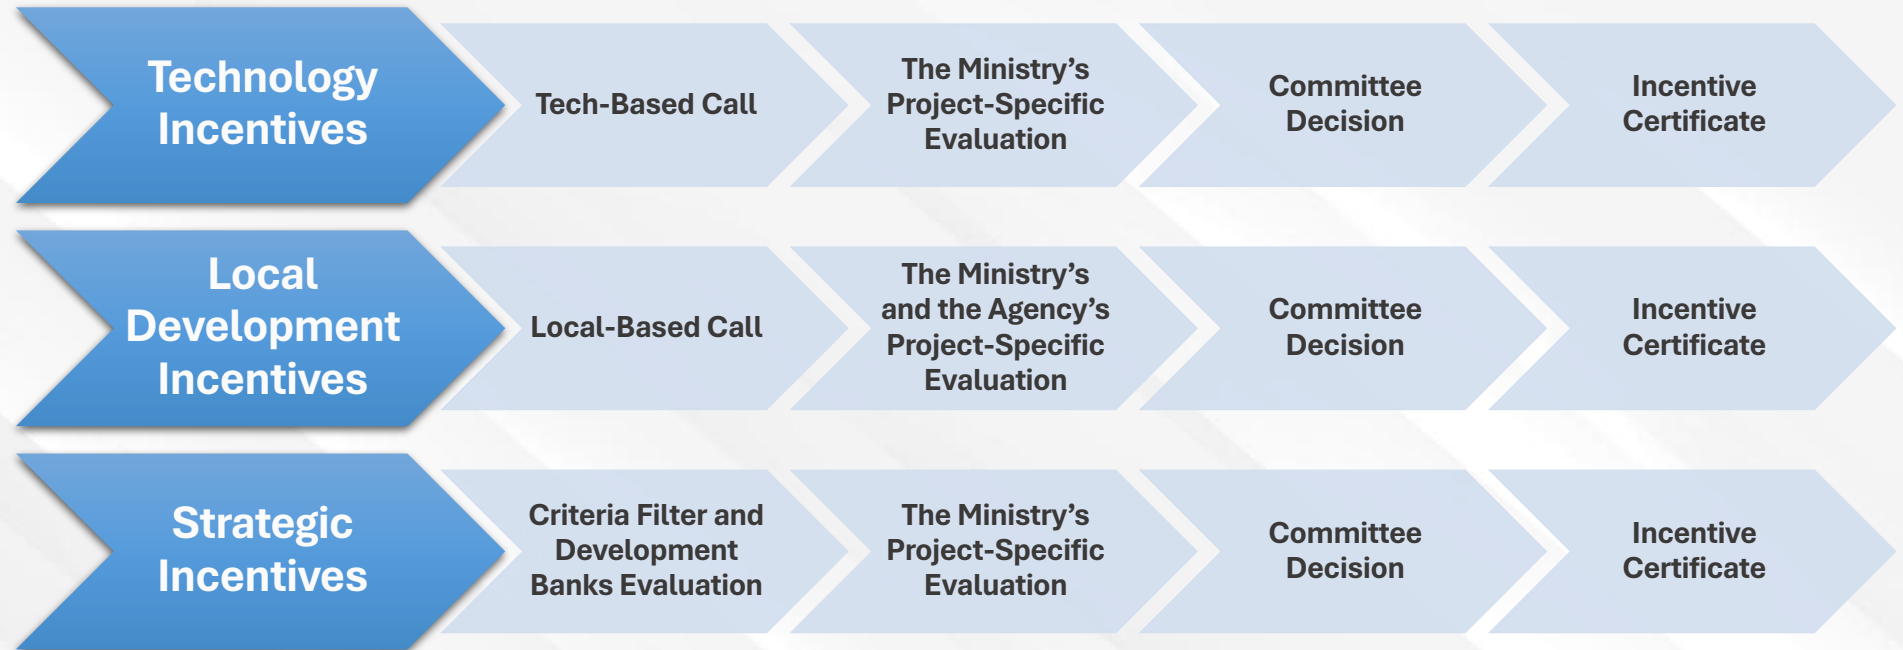 Technology
Incentives
Tech-Based Call
The Ministry’s
Project-Specific
Evaluation
Committee
Decision
Incentive
Certificate
Local
Development
Incentives
Local-Based Call
The Ministry’s
and the Agency’s
Project-Specific
Evaluation
Committee
Decision
Incentive
Certificate
Strategic
Incentives
Criteria Filter and
Development
Banks Evaluation
The Ministry’s
Project-Specific
Evaluation
Committee
Decision
Incentive
Certificate